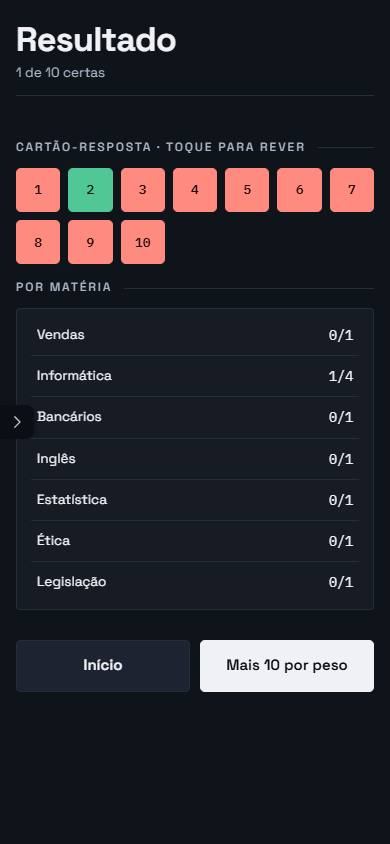 Resultado
1 de 10 certas
CARTÃO-RESPOSTA · TOQUE PARA REVER
1 2 3 4 5 6 7
8 9 10
POR MATÉRIA
Vendas 0/1
Informática 1/4
Bancários 0/1
Inglês 0/1
Estatística 0/1
Ética 0/1
Legislação 0/1
Início Mais 10 por peso